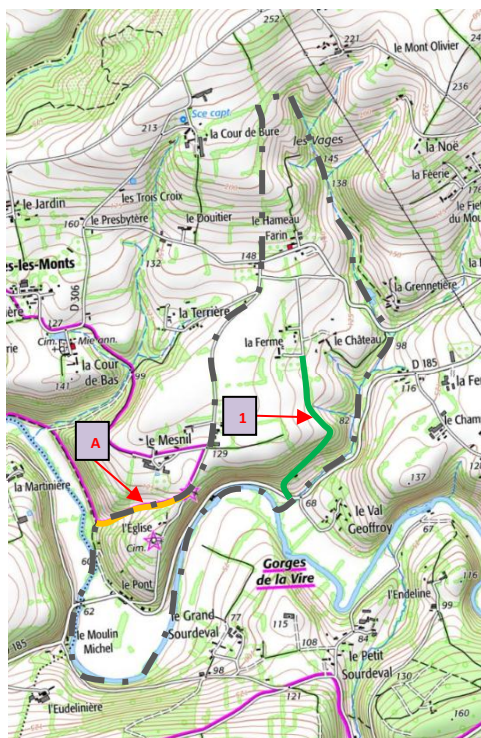 252
221
le Mont Olivier
236
Sce capt.
213
la Cour de Bure
les Vages
145
la Noë
138
la Féerie
le Jardin
les Trois Croix
160
le Presbytère
le Douitier
le Hameau
Farin
es-les-Monts
132
148
la Grennetière
D 306
la Terrière
127
la Ferme
le Château
98
Cim.
Mie ann.
D 185
141
la Cour
de Bas
99
1
82
A
le Mesnil
129
la Martinière
137
120
68
le Val
Geoffroy
67
l'Église
Cim.
60
Gorges
de la Vire
116
le Pont
l'Endeline
62
99
le Grand
Sourdeval
77
115
84
le Moulin
Michel
108
le Petit
Sourdeval
185
98
130
l'Eudelinière
121
160